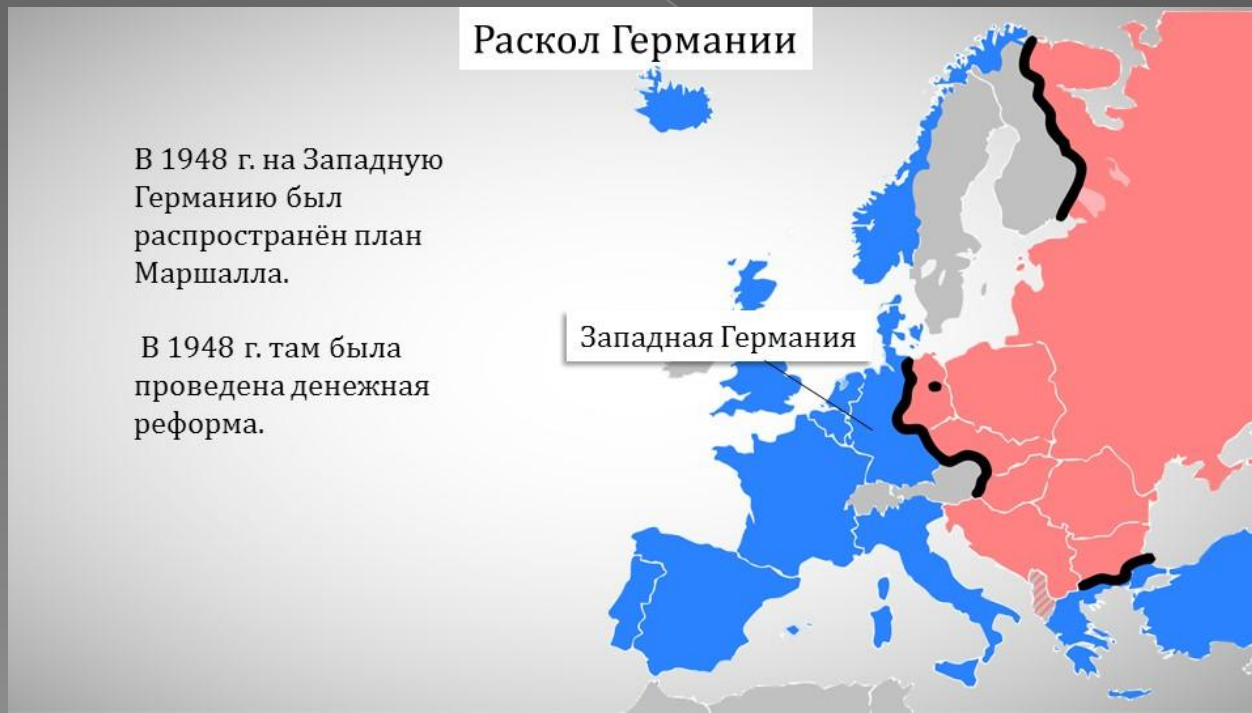 Раскол Германии
В 1948 г. на Западную
Германию был
распространён план
Маршалла.
В 1948 г. там была
проведена денежная
реформа.
Западная Германия